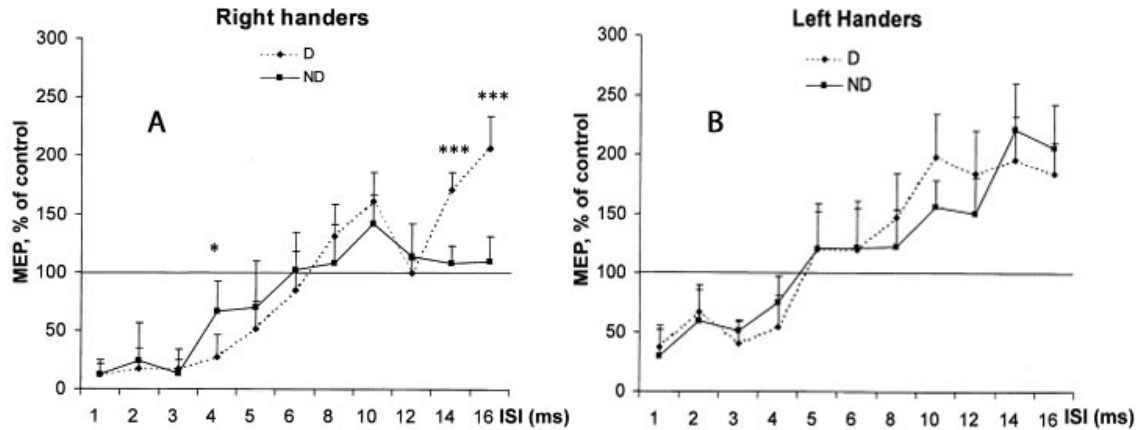 Right handers
300
250
200
150
100
50
0
MEP, % of control
D
ND
A
*
***
***
1 2 3 4 5 6 8 10 12 14 16 ISI (ms)
Left Handers
300
250
200
150
100
50
0
MEP, % of control
D
ND
B
1 2 3 4 5 6 8 10 12 14 16 ISI (ms)